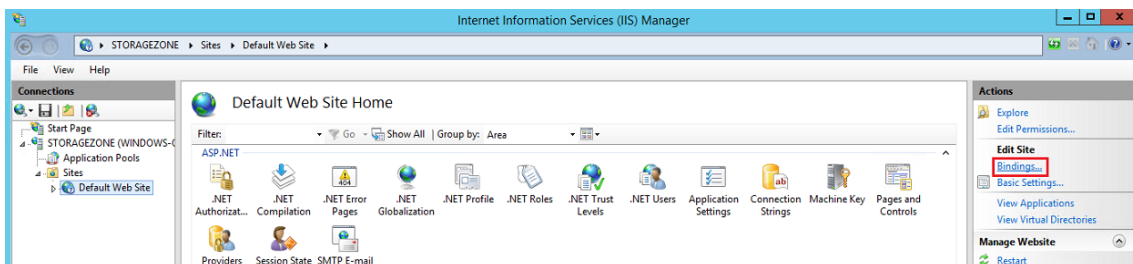 Internet Information Services (IIS) Manager
STORAGEZONE Sites Default Web Site
File View Help
Connections
Start Page
STORAGEZONE (WINDOWS-
Application Pools
Sites
Default Web Site
Default Web Site Home
Filter: Go Show All Group by: Area
ASP.NET
.NET Authorizat...
.NET Compilation
.NET Error Pages
.NET Globalization
.NET Profile
.NET Roles
.NET Trust Levels
.NET Users
Application Settings
Connection Strings
Machine Key
Pages and Controls
Providers
Session State
SMTP E-mail
Actions
Explore
Edit Permissions...
Edit Site
Bindings...
Basic Settings...
View Applications
View Virtual Directories
Manage Website
Restart